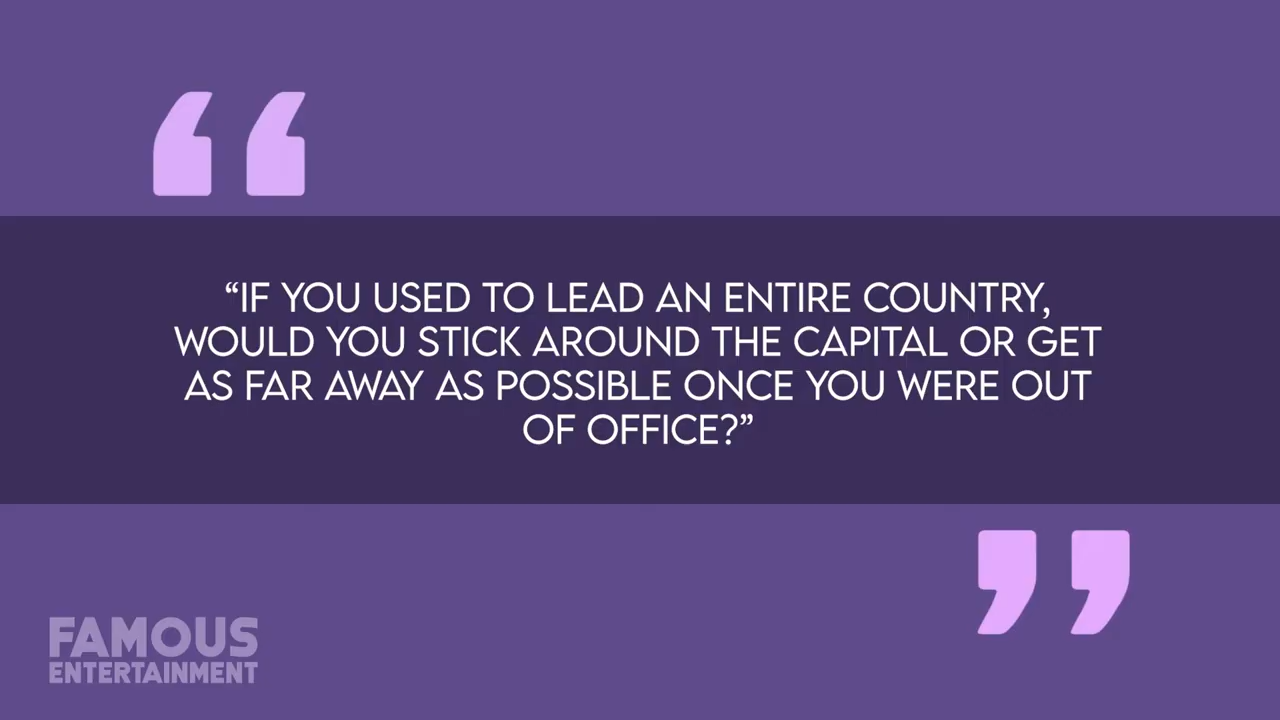 “IF YOU USED TO LEAD AN ENTIRE COUNTRY,
WOULD YOU STICK AROUND THE CAPITAL OR GET
AS FAR AWAY AS POSSIBLE ONCE YOU WERE OUT
OF OFFICE?”
FAMOUS
ENTERTAINMENT